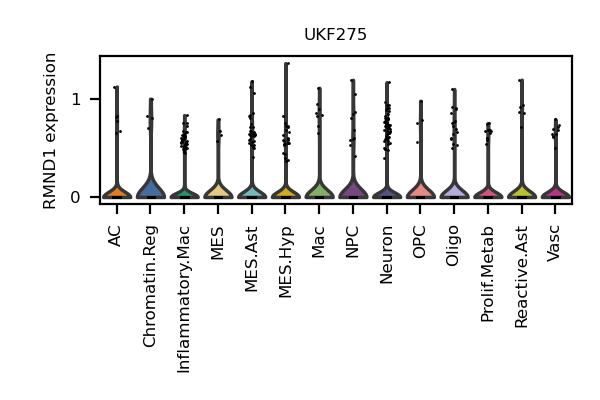 UKF275
RMND1 expression
1
0
AC
Chromatin.Reg
Inflammatory.Mac
MES
MES.Ast
MES.Hyp
Mac
NPC
Neuron
OPC
Oligo
Prolif.Metab
Reactive.Ast
Vasc